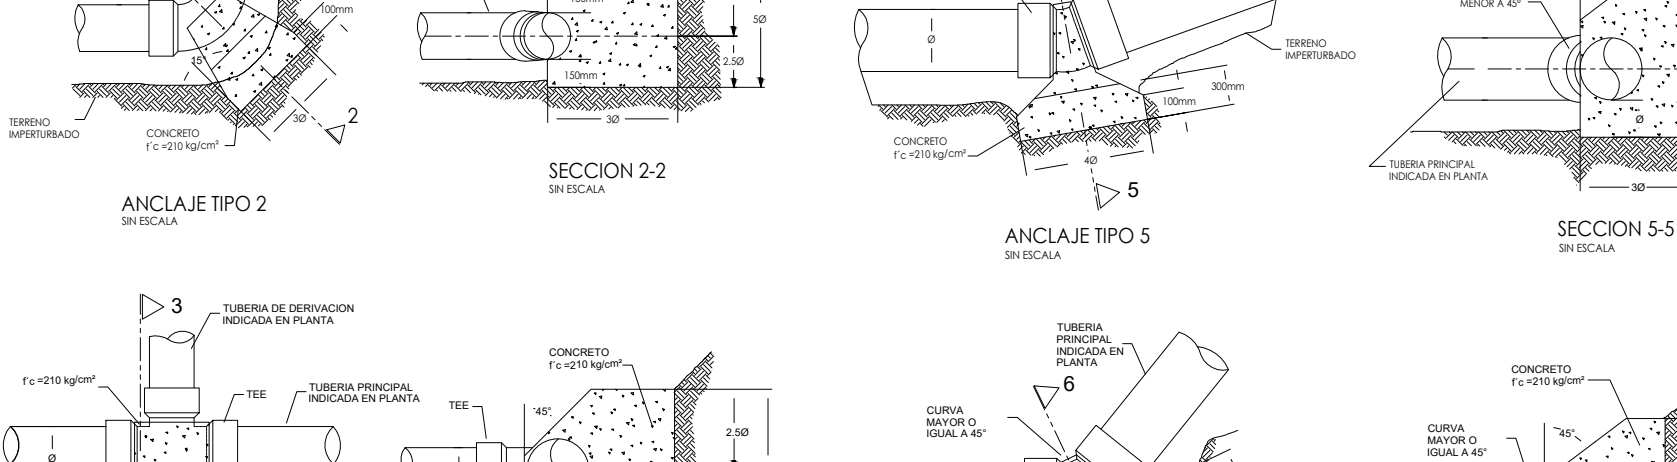 100mm
15°
3Ø
2
TERRENO
IMPERTURBADO
CONCRETO
f´c =210 kg/cm²
ANCLAJE TIPO 2
SIN ESCALA
150mm
5Ø
2.5Ø
3Ø
SECCION 2-2
SIN ESCALA
Ø
TERRENO
IMPERTURBADO
300mm
100mm
CONCRETO
f´c =210 kg/cm²
4Ø
5
ANCLAJE TIPO 5
SIN ESCALA
MENOR A 45°
Ø
TUBERIA PRINCIPAL
INDICADA EN PLANTA
3Ø
SECCION 5-5
SIN ESCALA
3
TUBERIA DE DERIVACION
INDICADA EN PLANTA
f´c =210 kg/cm²
TEE
TUBERIA PRINCIPAL
INDICADA EN PLANTA
Ø
CONCRETO
f´c =210 kg/cm²
TEE
45°
2.5Ø
TUBERIA
PRINCIPAL
INDICADA EN
PLANTA
6
CURVA
MAYOR O
IGUAL A 45°
CONCRETO
f´c =210 kg/cm²
CURVA
MAYOR O
IGUAL A 45°
45°